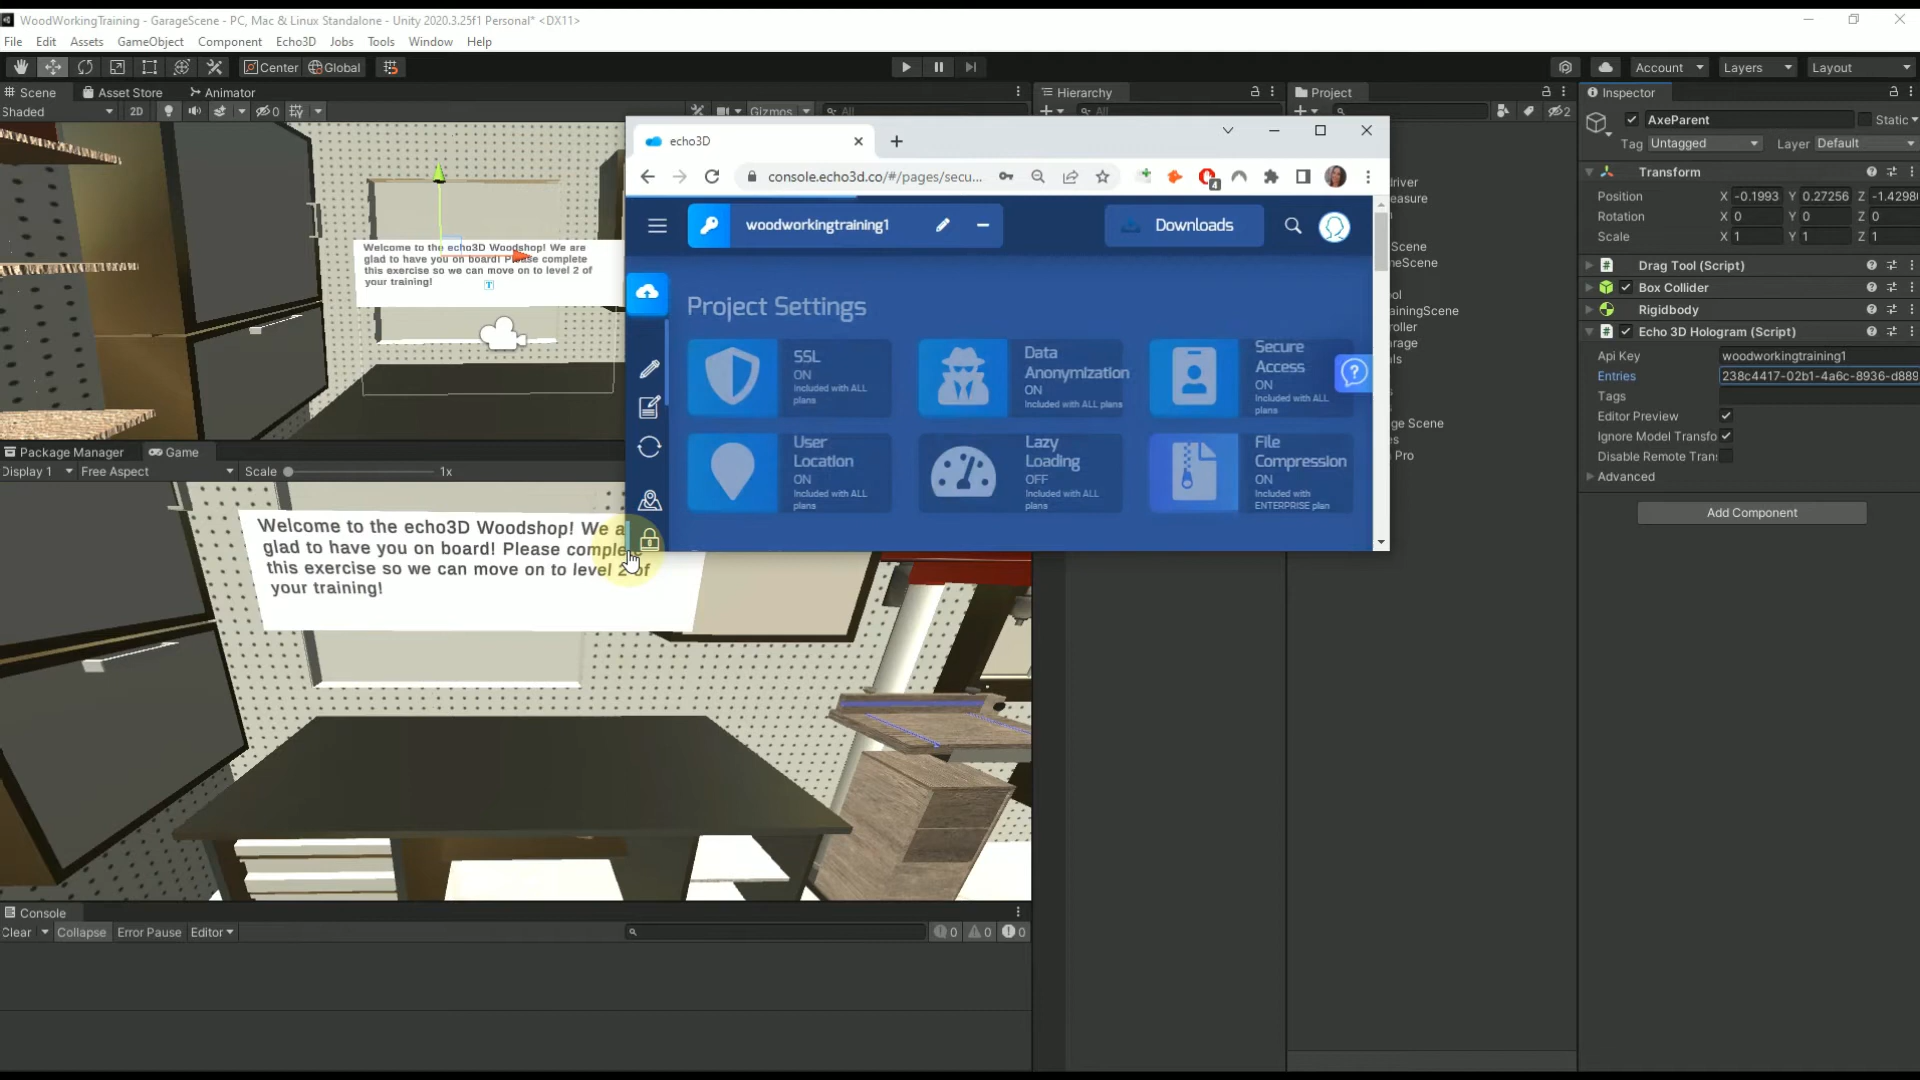 WoodWorkingTraining - GarageScene - PC, Mac & Linux Standalone - Unity 2020.3.25f1 Personal* <DX11>
File Edit Assets GameObject Component Echo3D Jobs Tools Window Help
Center Global
Account Layers Layout
Scene Asset Store Animator
Shaded 2D Gizmos All
Hierarchy
All
Project
2
Inspector
Welcome to the echo3D Woodshop! We are
glad to have you on board! Please complete
this exercise so we can move on to level 2 of
your training!
echo3D
console.echo3d.co/#/pages/secu...
4
woodworkingtraining1
Downloads
Project Settings
SSL
ON
Included with ALL
plans
Data
Anonymization
ON
Included with ALL plans
Secure
Access
ON
Included with ALL
plans
User
Location
ON
Included with ALL
plans
Lazy
Loading
OFF
Included with ALL
plans
File
Compression
ON
Included with
ENTERPRISE plan
AxeParent Static
Tag Untagged Layer Default
Transform
Position X -0.1993 Y 0.27256 Z -1.4298
Rotation X 0 Y 0 Z 0
Scale X 1 Y 1 Z 1
Drag Tool (Script)
Box Collider
Rigidbody
Echo 3D Hologram (Script)
Api Key woodworkingtraining1
Entries 238c4417-02b1-4a6c-8936-d889
Tags
Editor Preview
Ignore Model Transfo
Disable Remote Tran
Advanced
Add Component
Package Manager Game
Display 1 Free Aspect Scale 1x
Welcome to the echo3D Woodshop! We a
glad to have you on board! Please comple
this exercise so we can move on to level 2 of
your training!
Console
Clear Collapse Error Pause Editor
0 0 0